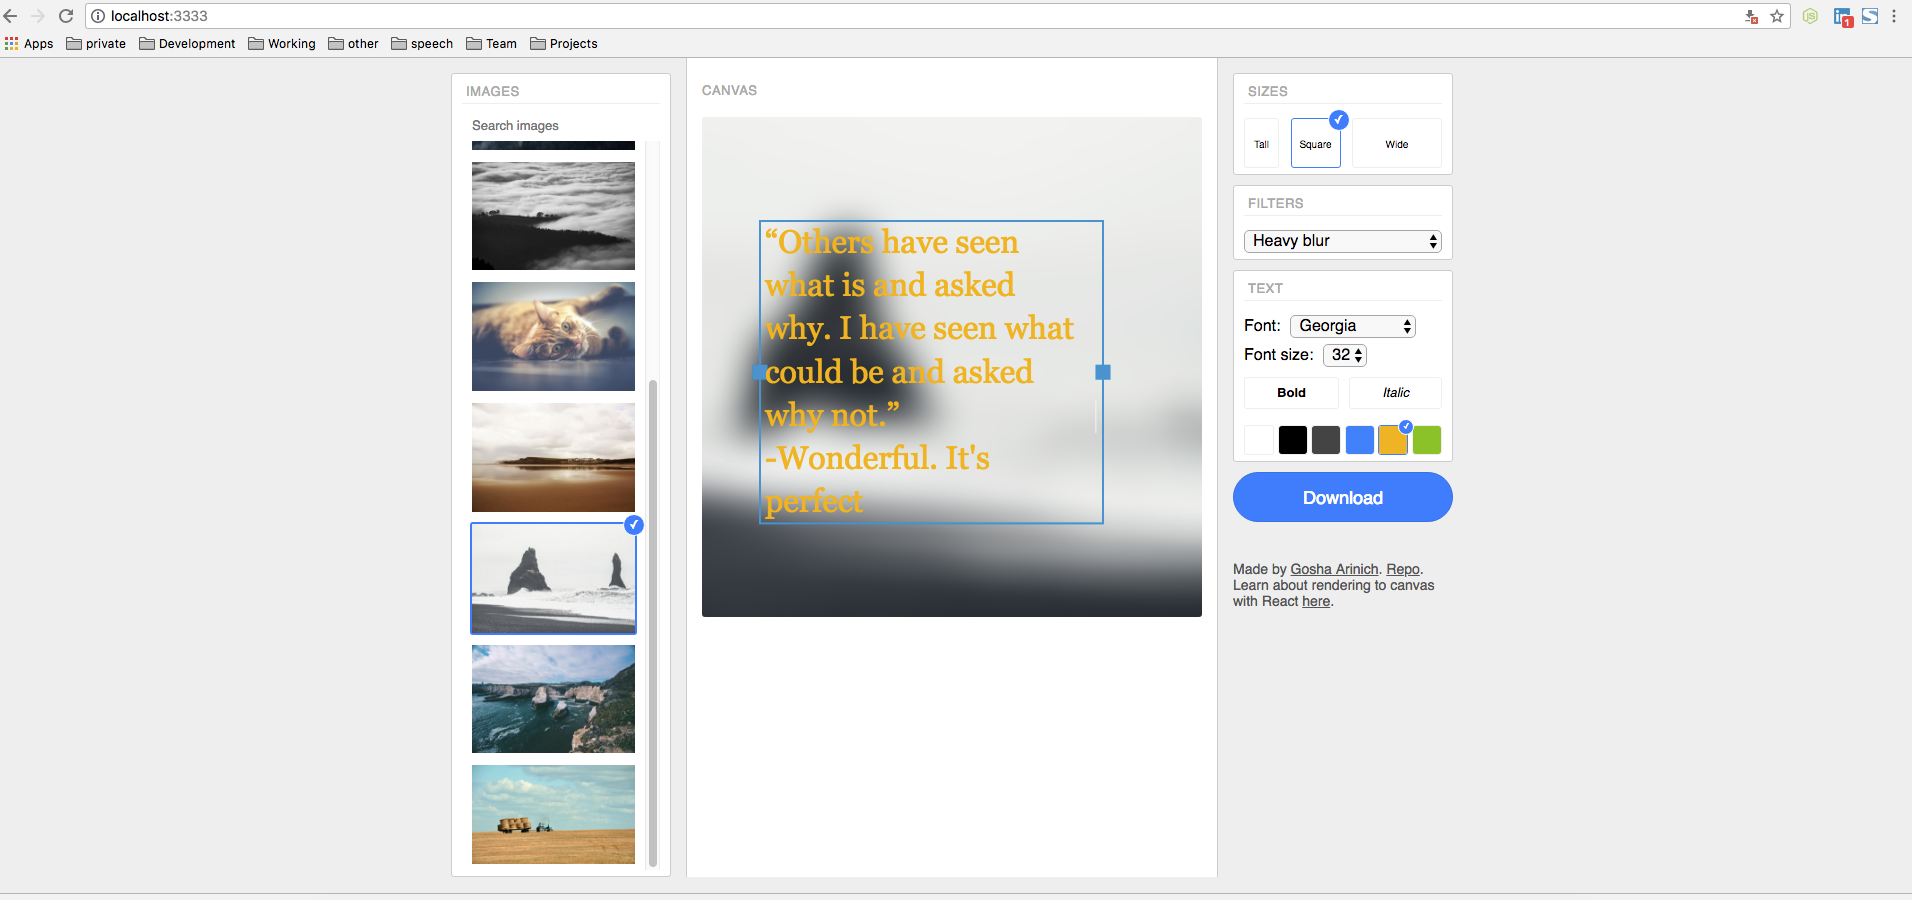 localhost:3333
Apps
private
Development
Working
other
speech
Team
Projects
1
IMAGES
Search images
CANVAS
“Others have seen
what is and asked
why. I have seen what
could be and asked
why not.”
-Wonderful. It's
perfect
SIZES
Tall
Square
Wide
FILTERS
Heavy blur
TEXT
Font: Georgia
Font size: 32
Bold
Italic
Download
Made by Gosha Arinich. Repo.
Learn about rendering to canvas
with React here.